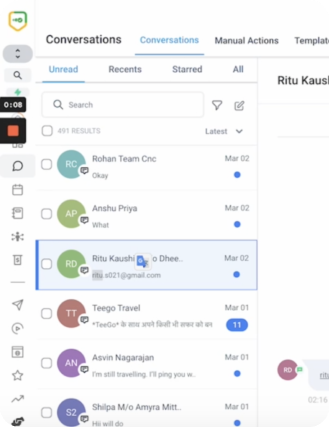 Conversations
Conversations
Manual Actions
Templat
Unread
Recents
Starred
All
Ritu Kaush
Search
0:08
491 RESULTS
Latest
RC
Rohan Team Cnc
Mar 02
Okay
AP
Anshu Priya
Mar 02
What
RD
Ritu Kaushi o Dhee..
Mar 02
ritu.s021@gmail.com
TT
Teego Travel
Mar 01
*TeeGo* के साथ अपने किसी भी सफर को बन
11
AN
Asvin Nagarajan
Mar 01
I'm still travelling. I'll ping you w..
RD
ritu
S2
Shilpa M/o Amyra Mitt..
Mar 01
Hii will do
02:16